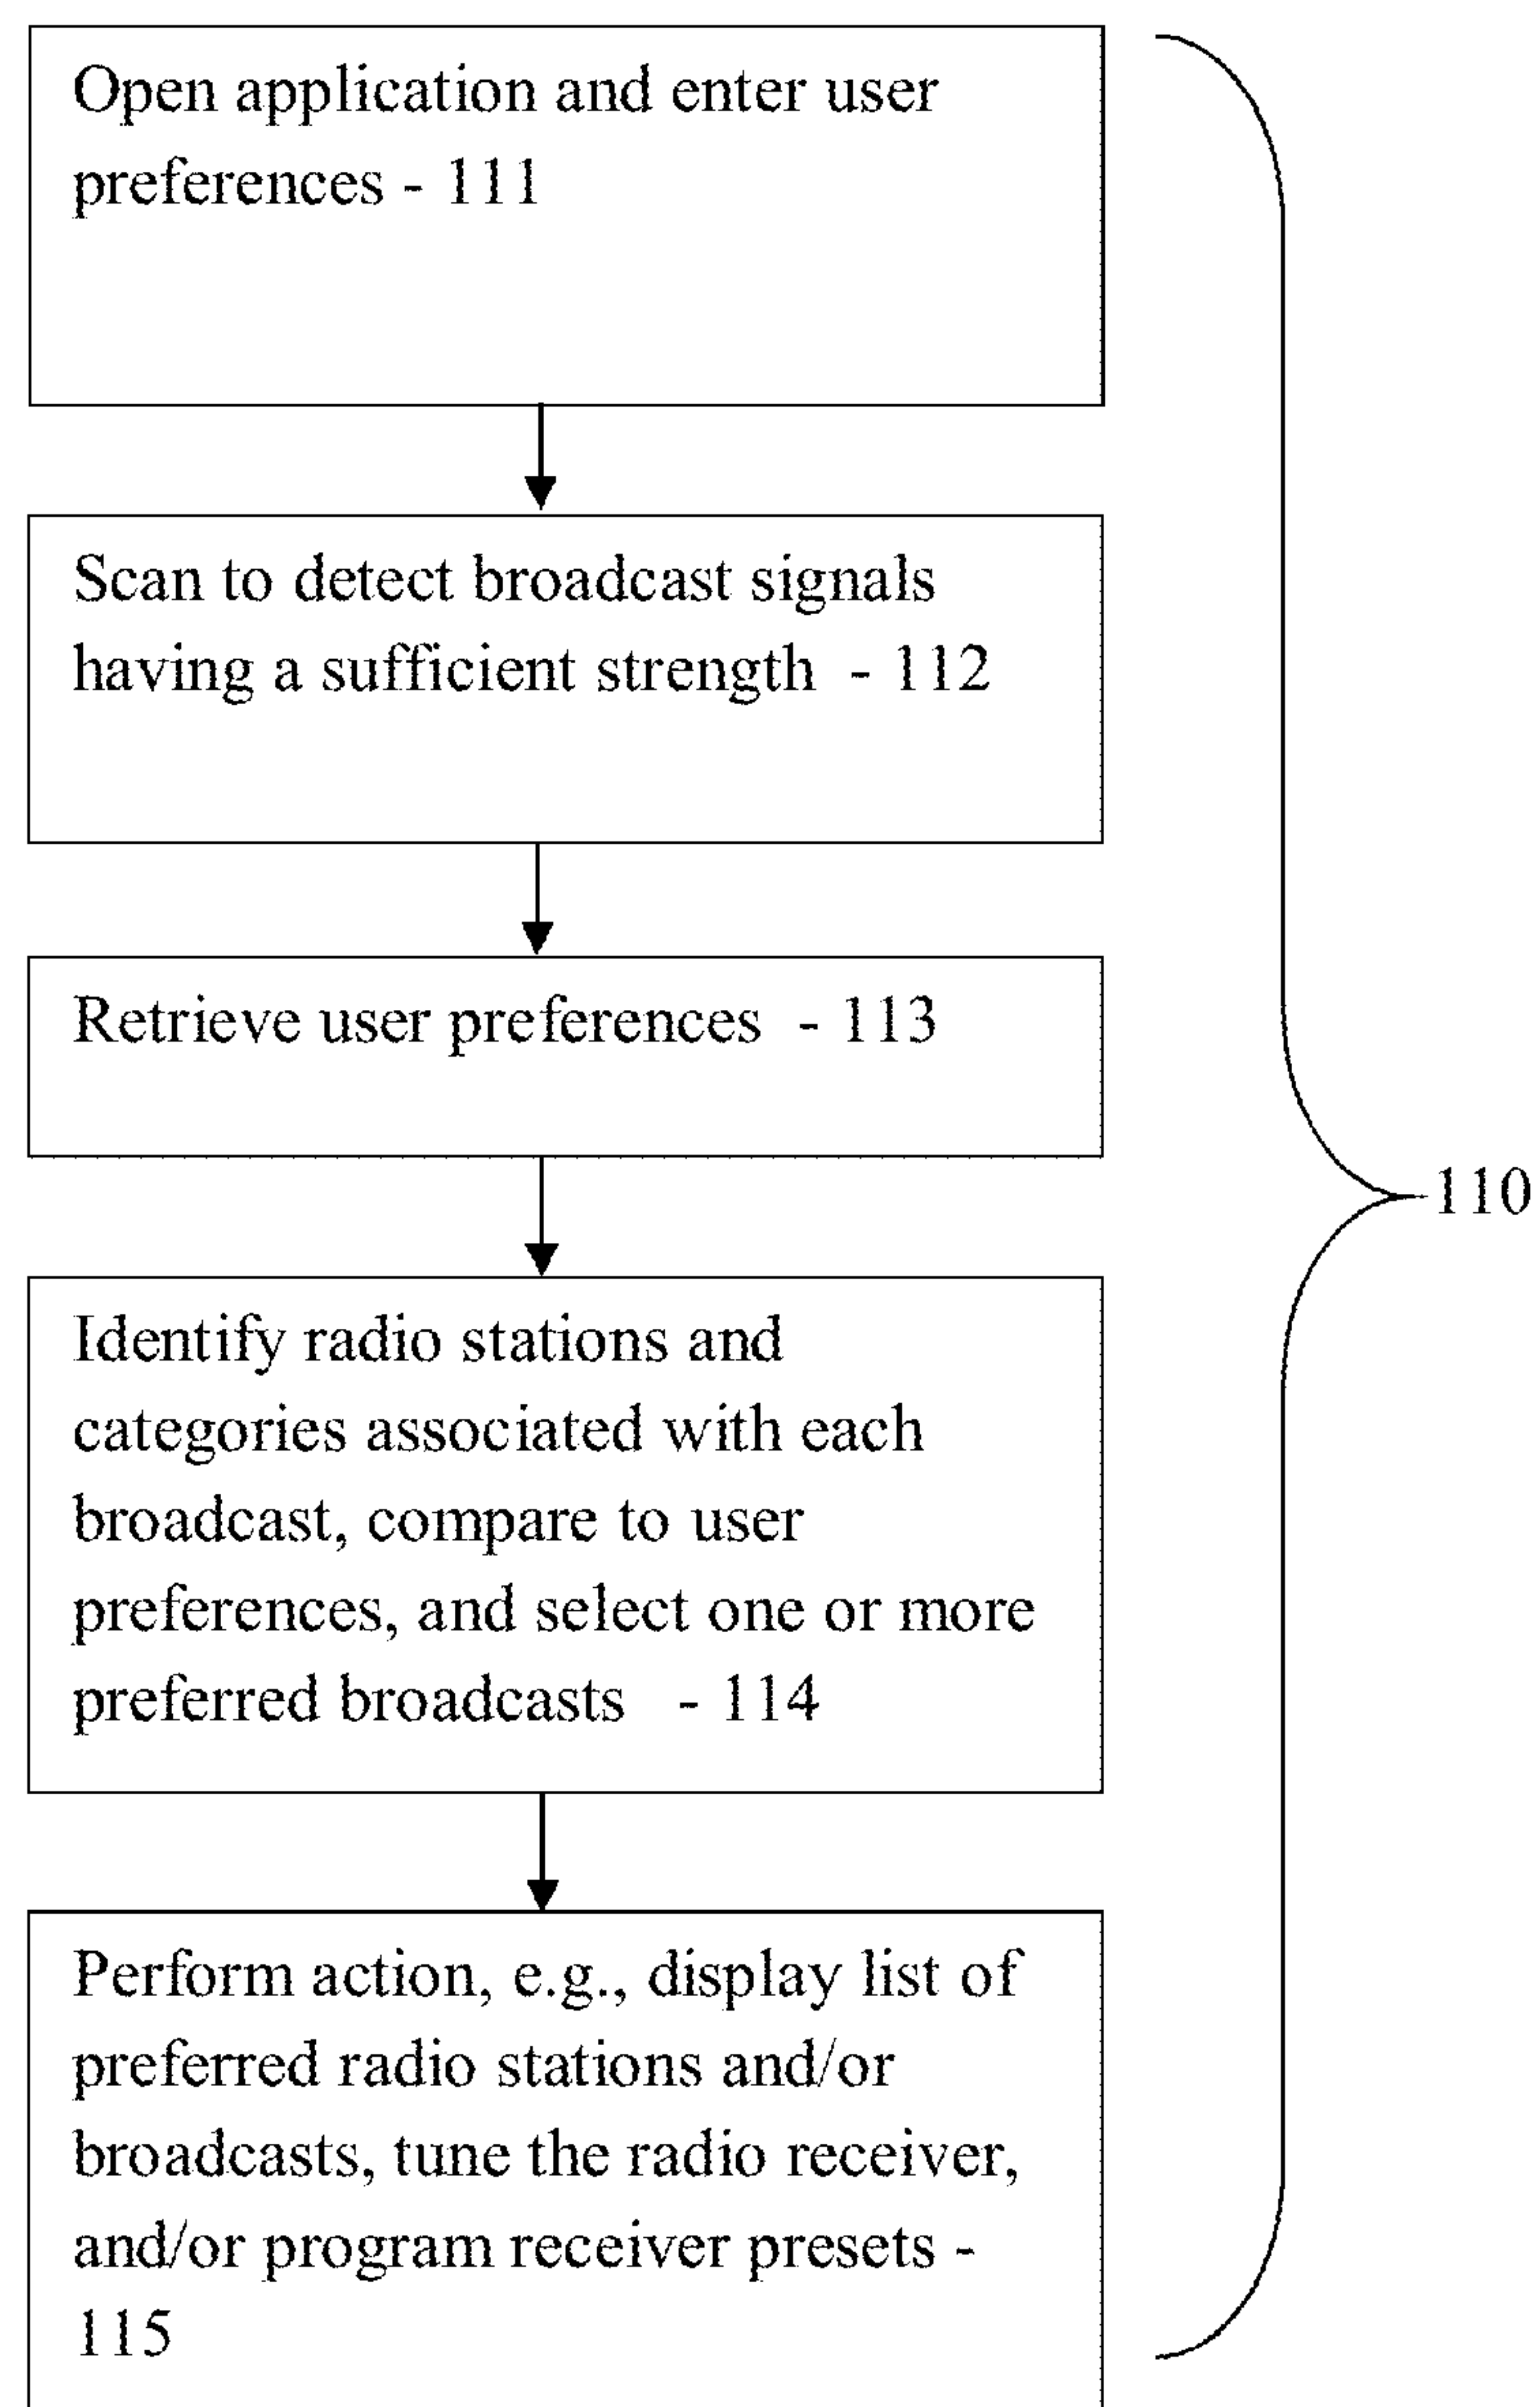 Open application and enter user
preferences - 111
Scan to detect broadcast signals
having a sufficient strength - 112
Retrieve user preferences - 113
Identify radio stations and
categories associated with each
broadcast, compare to user
preferences, and select one or more
preferred broadcasts - 114
Perform action, e.g., display list of
preferred radio stations and/or
broadcasts, tune the radio receiver,
and/or program receiver presets -
115
110